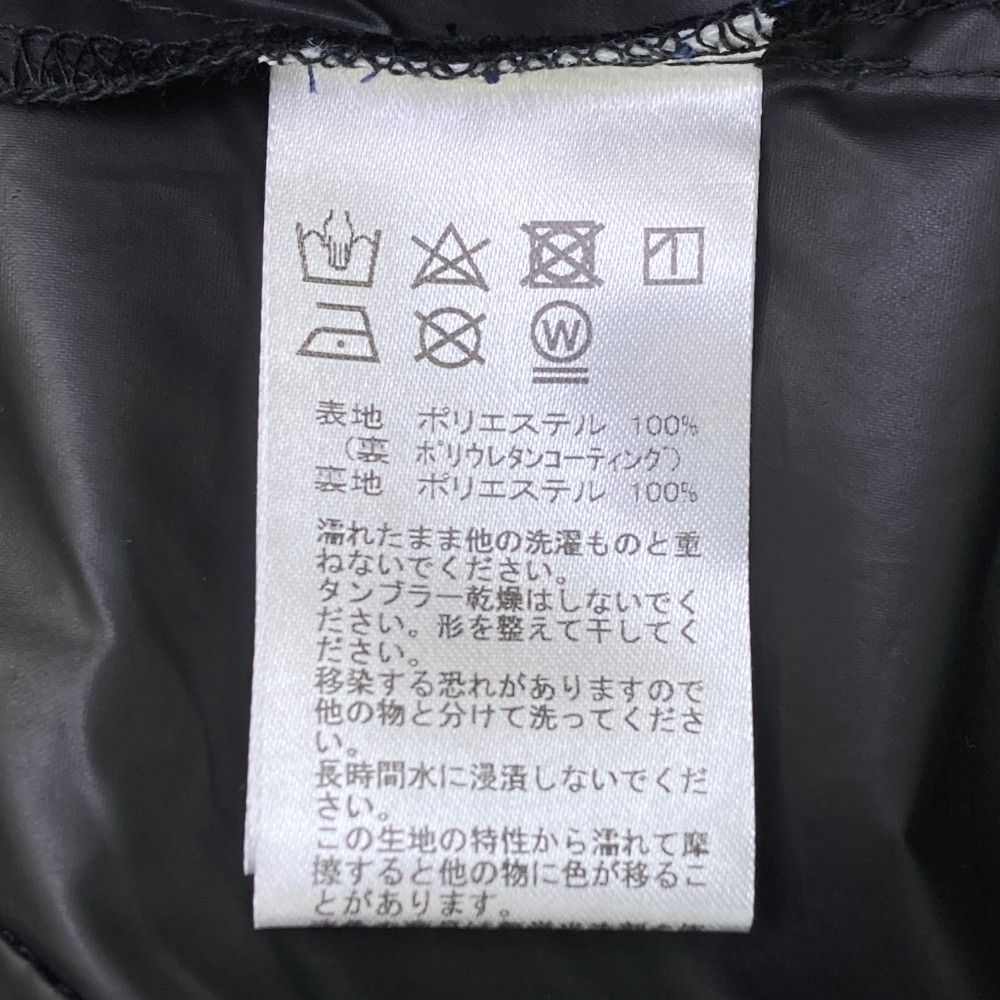 W
表地 ポリエステル 100%
(裏 ポリウレタンコーティング)
裏地 ポリエステル 100%
濡れたまま他の洗濯ものと重
ねないでください。
タンブラー乾燥はしないでく
ださい。形を整えて干してく
ださい。
移染する恐れがありますので
他の物と分けて洗ってくださ
い。
長時間水に浸漬しないでくだ
さい。
この生地の特性から濡れて摩
擦すると他の物に色が移るこ
とがあります。